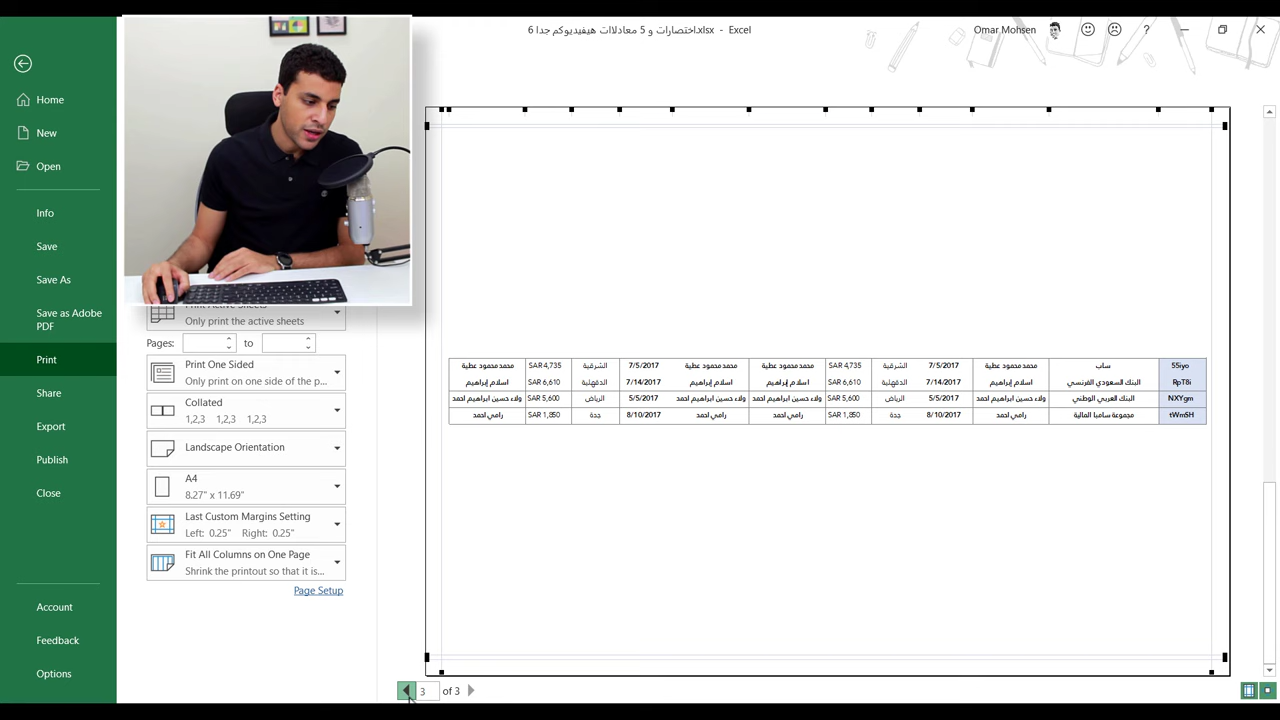 6 اختصارات و 5 معادلات هيفيديوكم جدا.xlsx - Excel
Omar Mohsen
?
Home
New
Open
Info
Save
Save As
Save as Adobe
PDF
Print
Share
Export
Publish
Close
Account
Feedback
Options
Only print the active sheets
Pages:
to
Print One Sided
Only print on one side of the p...
Collated
1,2,3 1,2,3 1,2,3
Landscape Orientation
A4
8.27" x 11.69"
Last Custom Margins Setting
Left: 0.25" Right: 0.25"
Fit All Columns on One Page
Shrink the printout so that it is...
Page Setup
محمد محمود عطية SAR 4,735 الشرقية 7/5/2017 محمد محمود عطية محمد محمود عطية SAR 4,735 الشرقية 7/5/2017 محمد محمود عطية ساب 55iyo
اسلام إبراهيم SAR 6,610 الدقهلية 7/14/2017 اسلام إبراهيم اسلام إبراهيم SAR 6,610 الدقهلية 7/14/2017 اسلام إبراهيم البنك السعودي الفرنسي RpT8i
ولاء حسين ابراهيم احمد SAR 5,600 الرياض 5/5/2017 ولاء حسين ابراهيم احمد ولاء حسين ابراهيم احمد SAR 5,600 الرياض 5/5/2017 ولاء حسين ابراهيم احمد البنك العربي الوطني NXYgm
رامي احمد SAR 1,850 جدة 8/10/2017 رامي احمد رامي احمد SAR 1,850 جدة 8/10/2017 رامي احمد مجموعة سامبا المالية tWmSH
3 of 3